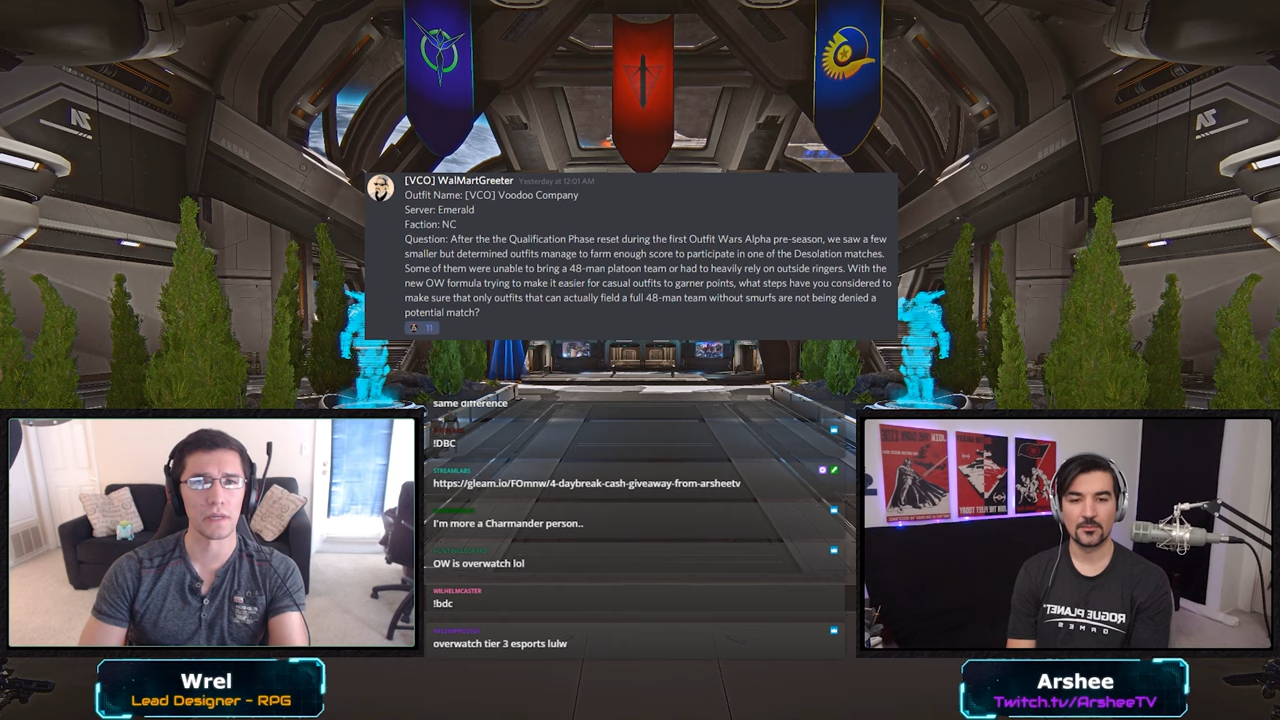 [VCO] WalMartGreeter Yesterday at 12:01 AM
Outfit Name: [VCO] Voodoo Company
Server: Emerald
Faction: NC
Question: After the the Qualification Phase reset during the first Outfit Wars Alpha pre-season, we saw a few
smaller but determined outfits manage to farm enough score to participate in one of the Desolation matches.
Some of them were unable to bring a 48-man platoon team or had to heavily rely on outside ringers. With the
new OW formula trying to make it easier for casual outfits to garner points, what steps have you considered to
make sure that only outfits that can actually field a full 48-man team without smurfs are not being denied a
potential match?
11
same difference
!DBC
STREAMLABS
https://gleam.io/FOmnw/4-daybreak-cash-giveaway-from-arsheetv
I'm more a Charmander person..
OW is overwatch lol
WILHELMCASTER
!bdc
overwatch tier 3 esports lulw
ROGUE PLANET
GAMES
Wrel
Lead Designer - RPG
Arshee
Twitch.tv/ArsheeTV